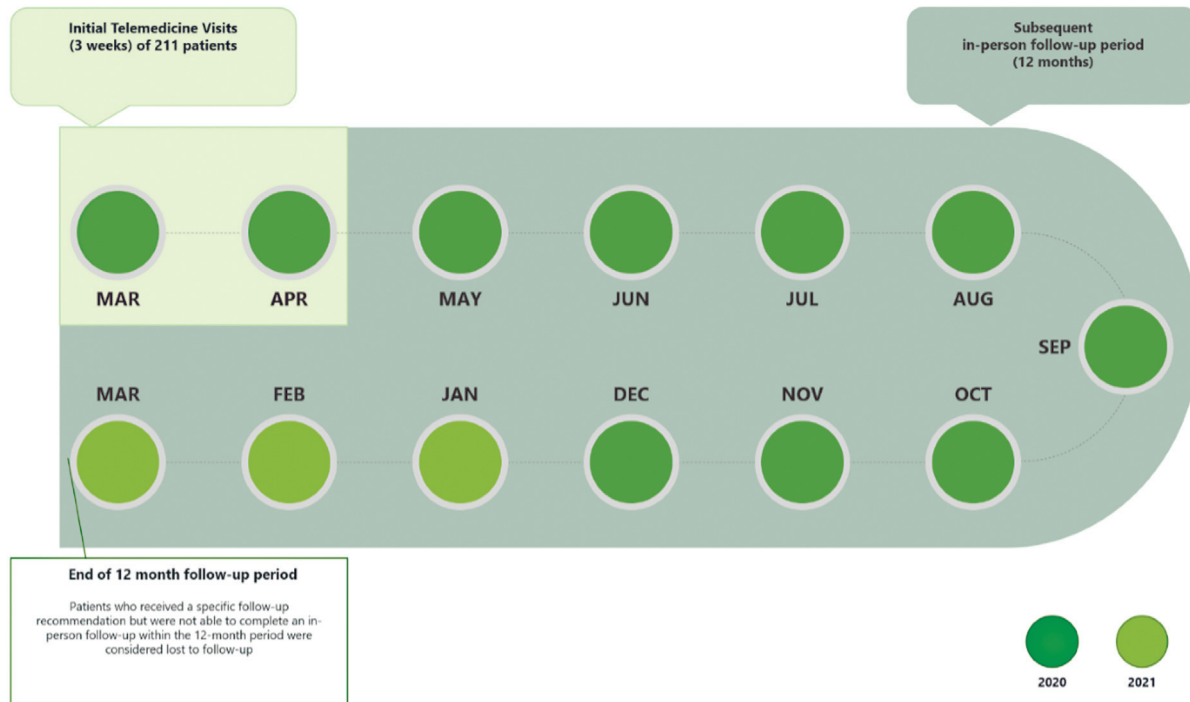 Initial Telemedicine Visits
(3 weeks) of 211 patients
Subsequent
in-person follow-up period
(12 months)
MAR
APR
MAY
JUN
JUL
AUG
SEP
MAR
FEB
JAN
DEC
NOV
OCT
End of 12 month follow-up period
Patients who received a specific follow-up
recommendation but were not able to complete an in-
person follow-up within the 12-month period were
considered lost to follow-up
2020
2021